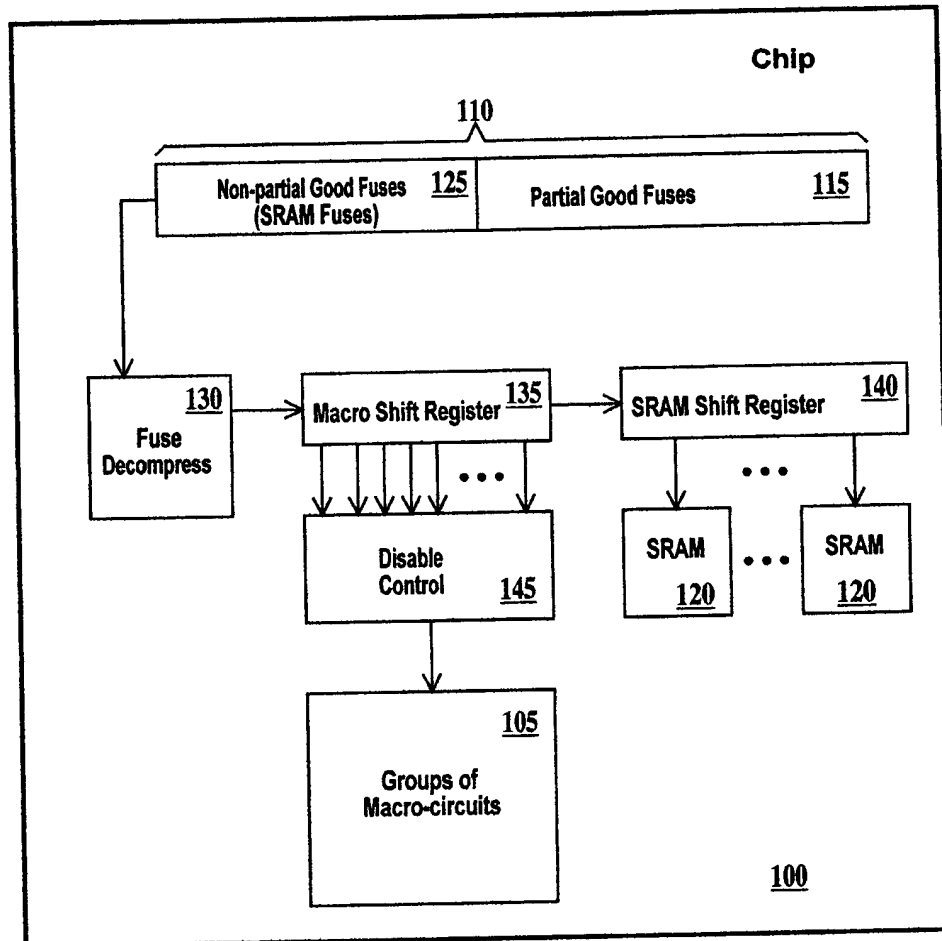 Chip
110
Non-partial Good Fuses 125
(SRAM Fuses)
Partial Good Fuses 115
130
Fuse
Decompress
Macro Shift Register 135
SRAM Shift Register 140
Disable
Control
145
SRAM
120
SRAM
120
105
Groups of
Macro-circuits
100